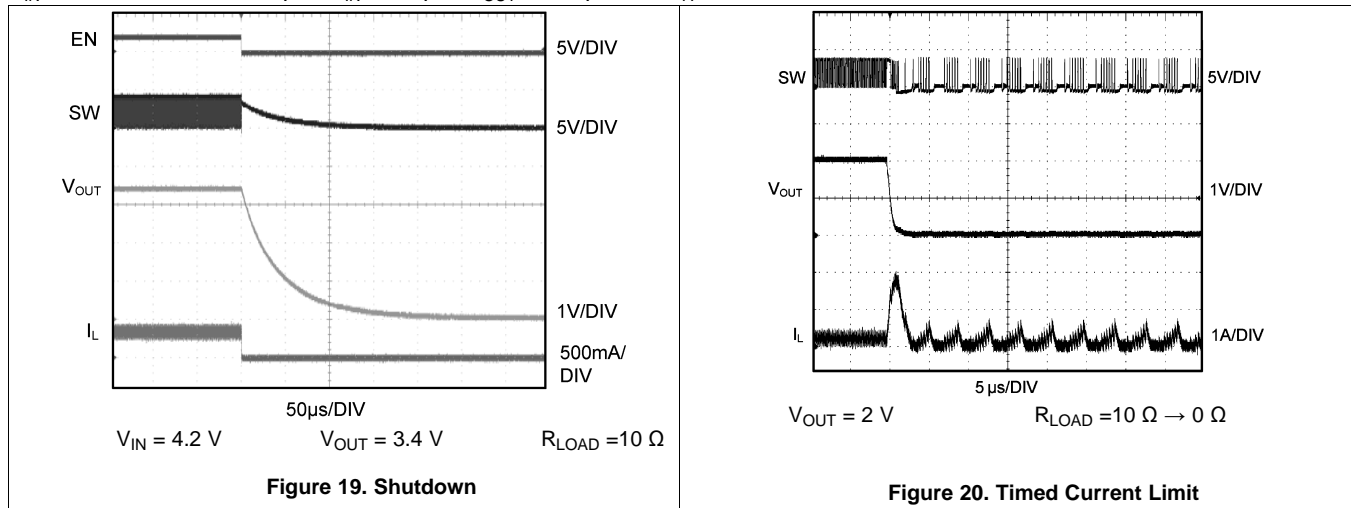 EN
5V/DIV
SW
5V/DIV
VOUT
1V/DIV
IL
500mA/
DIV
50µs/DIV
VIN = 4.2 V VOUT = 3.4 V RLOAD =10 Ω
Figure 19. Shutdown
SW
5V/DIV
VOUT
1V/DIV
IL
1A/DIV
5 µs/DIV
VOUT = 2 V RLOAD =10 Ω → 0 Ω
Figure 20. Timed Current Limit